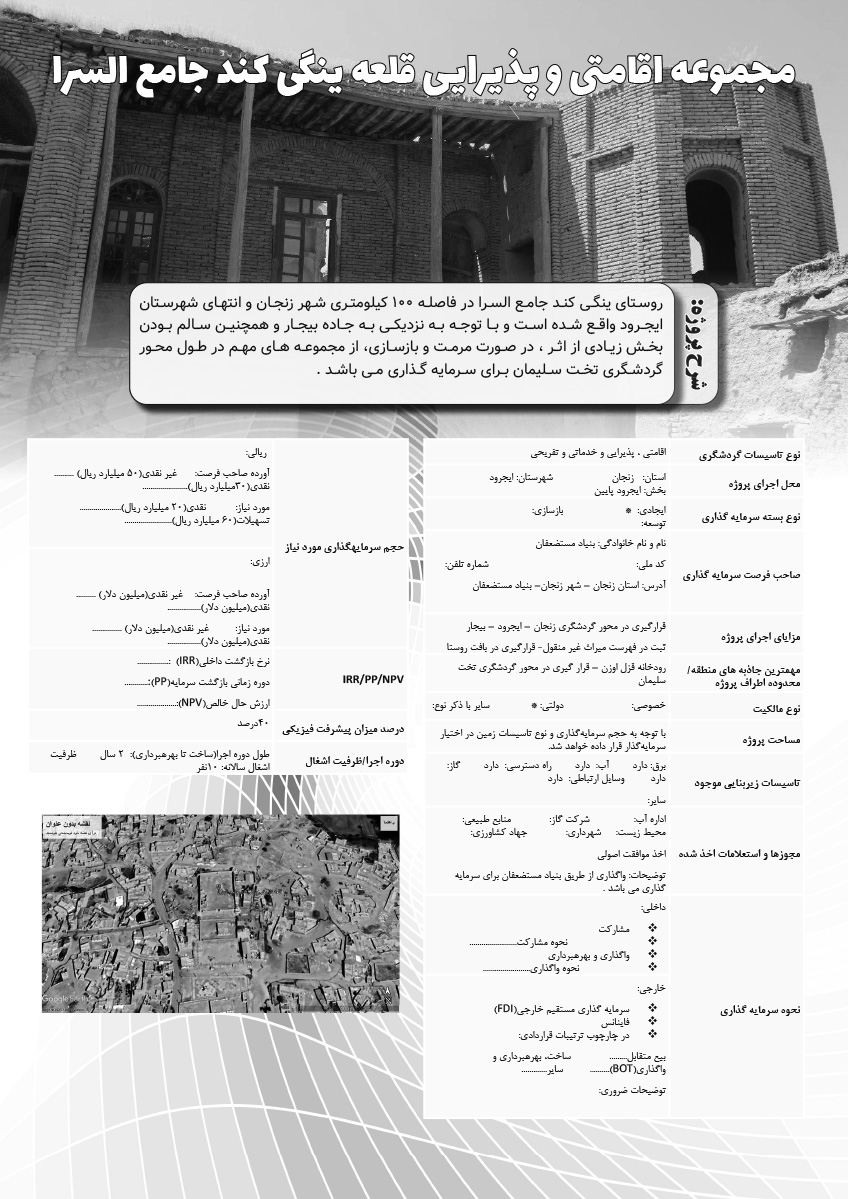 مجموعه اقامتی و پذیرایی قلعه ینگی کند جامع السرا
شرح پروژه:
روستای ینگی کند جامع السرا در فاصله ۱۰۰ کیلومتری شهر زنجان و انتهای شهرستان
ایجرود واقع شده است و با توجه به نزدیکی به جاده بیجار و همچنین سالم بودن
بخش زیادی از اثر ، در صورت مرمت و بازسازی، از مجموعه های مهم در طول محور
گردشگری تخت سلیمان برای سرمایه گذاری می باشد .
نوع تاسیسات گردشگری
اقامتی ، پذیرایی و خدماتی و تفریحی
محل اجرای پروژه
استان: زنجان شهرستان: ایجرود
بخش: ایجرود پایین
نوع بسته سرمایه گذاری
ایجادی: * بازسازی:
توسعه:
صاحب فرصت سرمایه گذاری
نام و نام خانوادگی: بنیاد مستضعفان
کد ملی: شماره تلفن:
آدرس: استان زنجان – شهر زنجان– بنیاد مستضعفان
مزایای اجرای پروژه
قرارگیری در محور گردشگری زنجان – ایجرود – بیجار
ثبت در فهرست میراث غیر منقول- قرارگیری در بافت روستا
مهمترین جاذبه های منطقه/
محدوده اطراف پروژه
رودخانه قزل اوزن – قرار گیری در محور گردشگری تخت
سلیمان
نوع مالکیت
خصوصی: دولتی: * سایر با ذکر نوع:
مساحت پروژه
با توجه به حجم سرمایه‌گذاری و نوع تاسیسات زمین در اختیار
سرمایه‌گذار قرار داده خواهد شد.
تاسیسات زیربنایی موجود
برق: دارد آب: دارد راه دسترسی: دارد گاز:
دارد وسایل ارتباطی: دارد
سایر:
مجوزها و استعلامات اخذ شده
اداره آب: شرکت گاز: منابع طبیعی:
محیط زیست: شهرداری: جهاد کشاورزی:
اخذ موافقت اصولی
توضیحات: واگذاری از طریق بنیاد مستضعفان برای سرمایه
گذاری می باشد .
نحوه سرمایه گذاری
داخلی:
❖ مشارکت
❖ نحوه مشارکت......................
❖ واگذاری و بهرهبرداری
❖ نحوه واگذاری......................
خارجی:
❖ سرمایه گذاری مستقیم خارجی(FDI)
❖ فاینانس
❖ در چارچوب ترتیبات قراردادی:
بیع متقابل......... ساخت، بهرهبرداری و
واگذاری(BOT)......... سایر............
توضیحات ضروری:
حجم سرمایهگذاری مورد نیاز
ریالی:
آورده صاحب فرصت: غیر نقدی(۵۰ میلیارد ریال) .........
نقدی(۳۰میلیارد ریال)......................
مورد نیاز: نقدی(۲۰ میلیارد ریال)....................
تسهیلات(۶۰ میلیارد ریال)......................
ارزی:
آورده صاحب فرصت: غیر نقدی(میلیون دلار) .........
نقدی(میلیون دلار)................
مورد نیاز: غیر نقدی(میلیون دلار) ..............
نقدی(میلیون دلار)................
IRR/PP/NPV
نرخ بازگشت داخلی(IRR) :...............
دوره زمانی بازگشت سرمایه(PP):...........
ارزش حال خالص(NPV):...................
درصد میزان پیشرفت فیزیکی
۴۰درصد
دوره اجرا/ظرفیت اشغال
طول دوره اجرا(ساخت تا بهرهبرداری): ۲ سال ظرفیت
اشغال سالانه: ۱۰نفر
نقشه بدون عنوان
راهنما
Google Earth